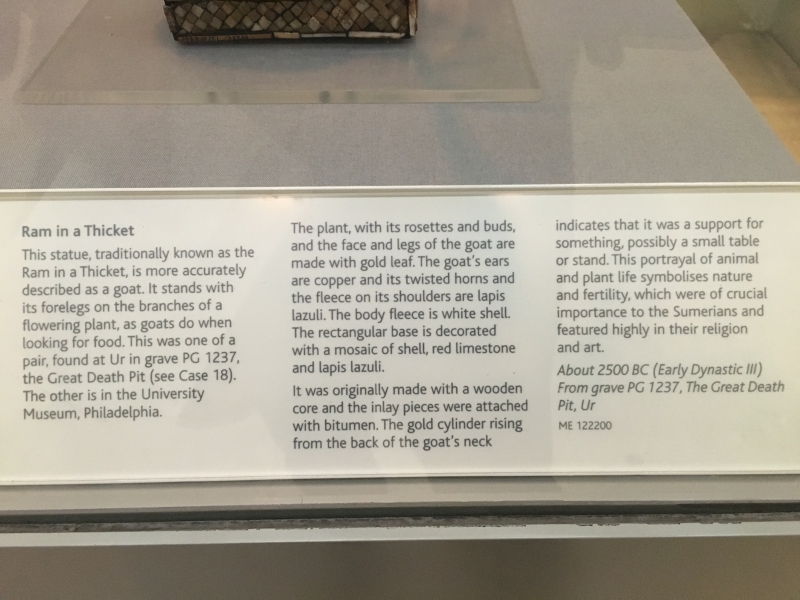 Ram in a Thicket
This statue, traditionally known as the
Ram in a Thicket, is more accurately
described as a goat. It stands with
its forelegs on the branches of a
flowering plant, as goats do when
looking for food. This was one of a
pair, found at Ur in grave PG 1237,
the Great Death Pit (see Case 18).
The other is in the University
Museum, Philadelphia.
The plant, with its rosettes and buds,
and the face and legs of the goat are
made with gold leaf. The goat's ears
are copper and its twisted horns and
the fleece on its shoulders are lapis
lazuli. The body fleece is white shell.
The rectangular base is decorated
with a mosaic of shell, red limestone
and lapis lazuli.
It was originally made with a wooden
core and the inlay pieces were attached
with bitumen. The gold cylinder rising
from the back of the goat's neck
indicates that it was a support for
something, possibly a small table
or stand. This portrayal of animal
and plant life symbolises nature
and fertility, which were of crucial
importance to the Sumerians and
featured highly in their religion
and art.
About 2500 BC (Early Dynastic III)
From grave PG 1237, The Great Death
Pit, Ur
ME 122200